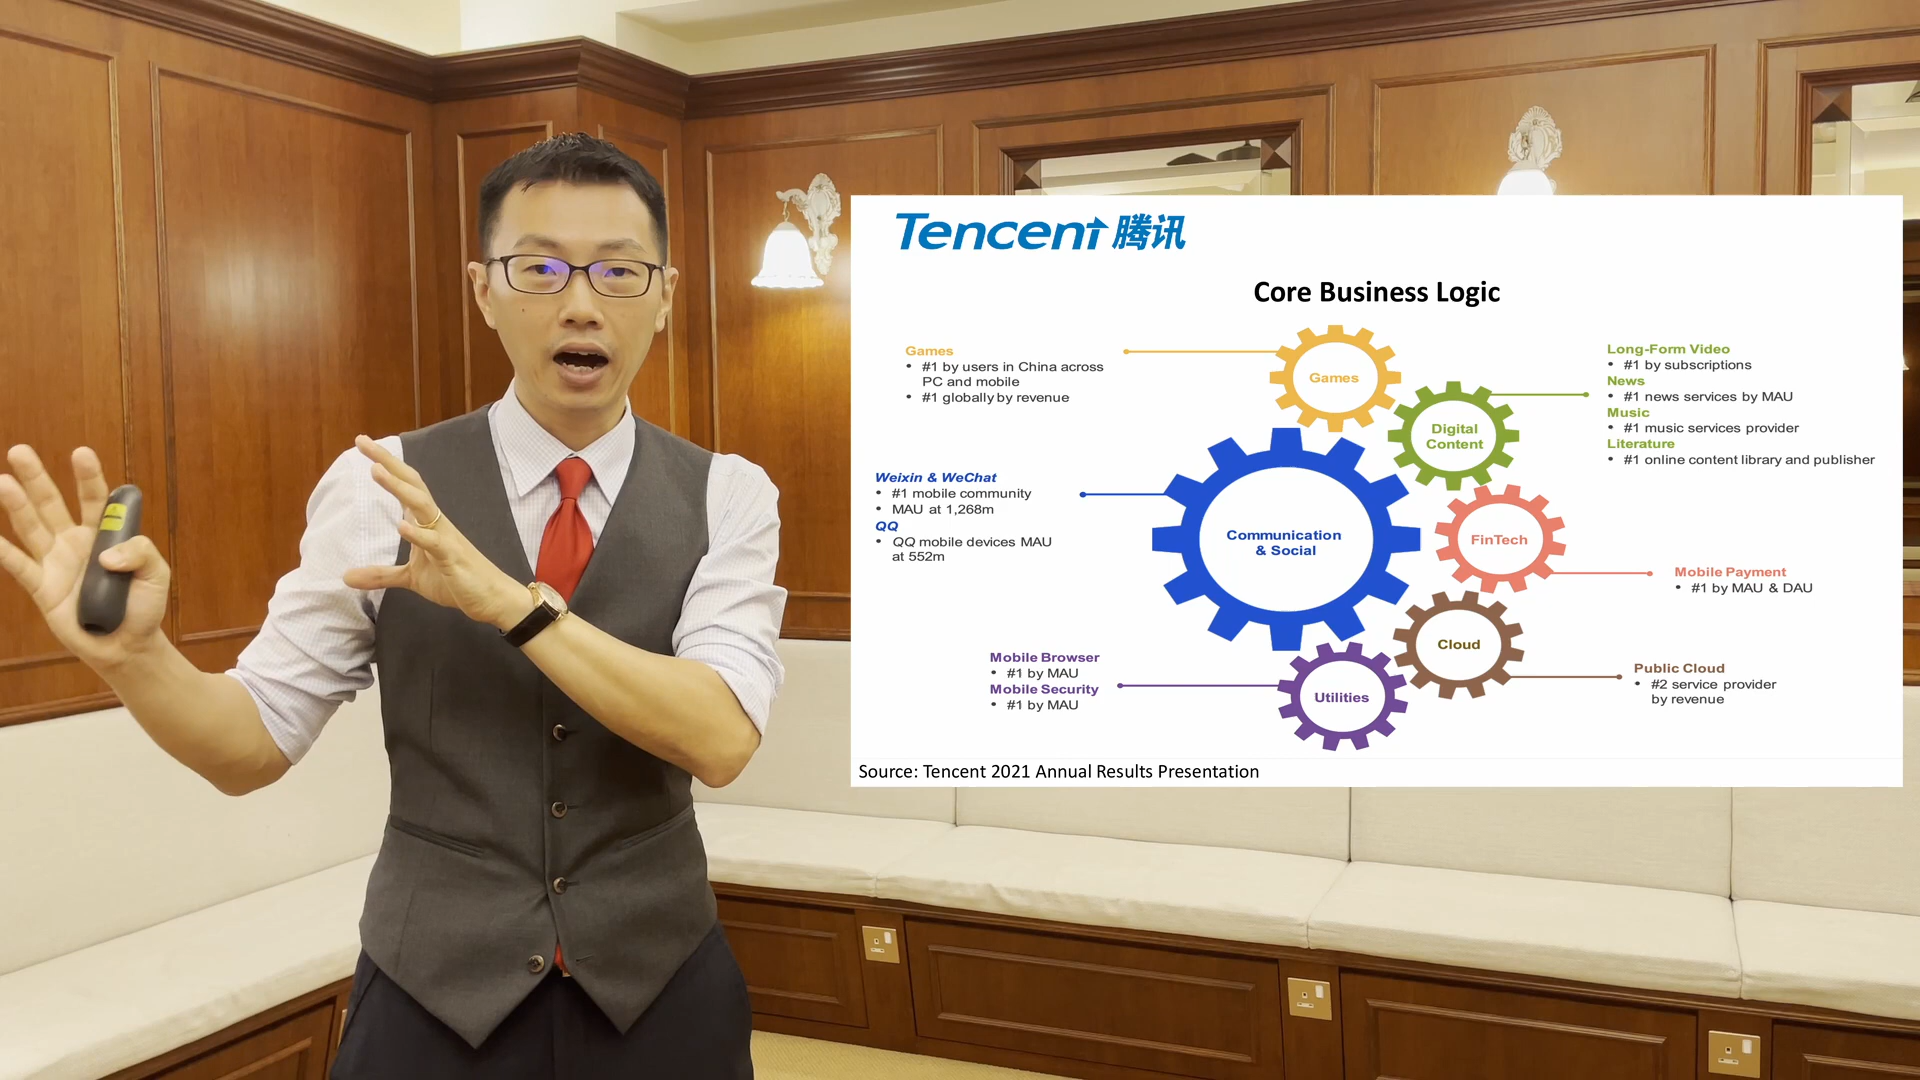 Tencent 腾讯
Core Business Logic
Games
• #1 by users in China across
PC and mobile
• #1 globally by revenue
Weixin & WeChat
• #1 mobile community
• MAU at 1,268m
QQ
• QQ mobile devices MAU
at 552m
Mobile Browser
• #1 by MAU
Mobile Security
• #1 by MAU
Games
Digital
Content
Communication
& Social
FinTech
Cloud
Utilities
Long-Form Video
• #1 by subscriptions
News
• #1 news services by MAU
Music
• #1 music services provider
Literature
• #1 online content library and publisher
Mobile Payment
• #1 by MAU & DAU
Public Cloud
• #2 service provider
by revenue
Source: Tencent 2021 Annual Results Presentation